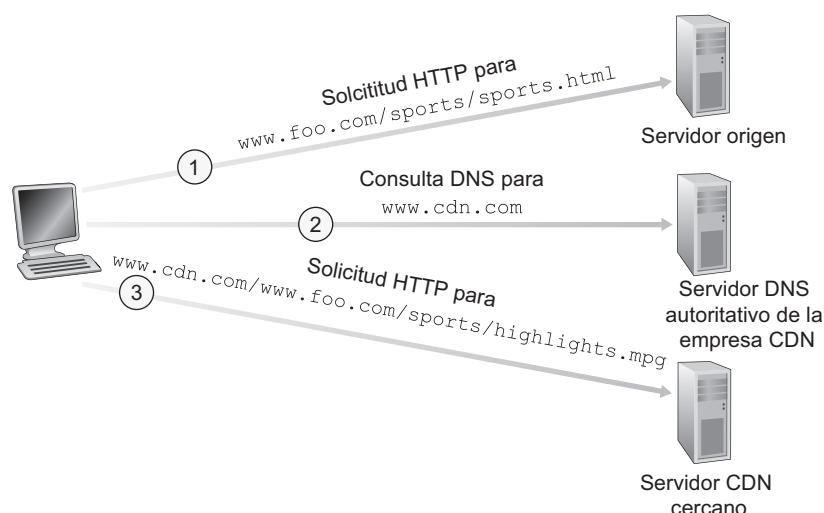 Solcititud HTTP para
www.foo.com/sports/sports.html
1
Servidor origen
Consulta DNS para
www.cdn.com
2
Servidor DNS
autoritativo de la
empresa CDN
Solicitud HTTP para
www.cdn.com/www.foo.com/sports/highlights.mpg
3
Servidor CDN
cercano